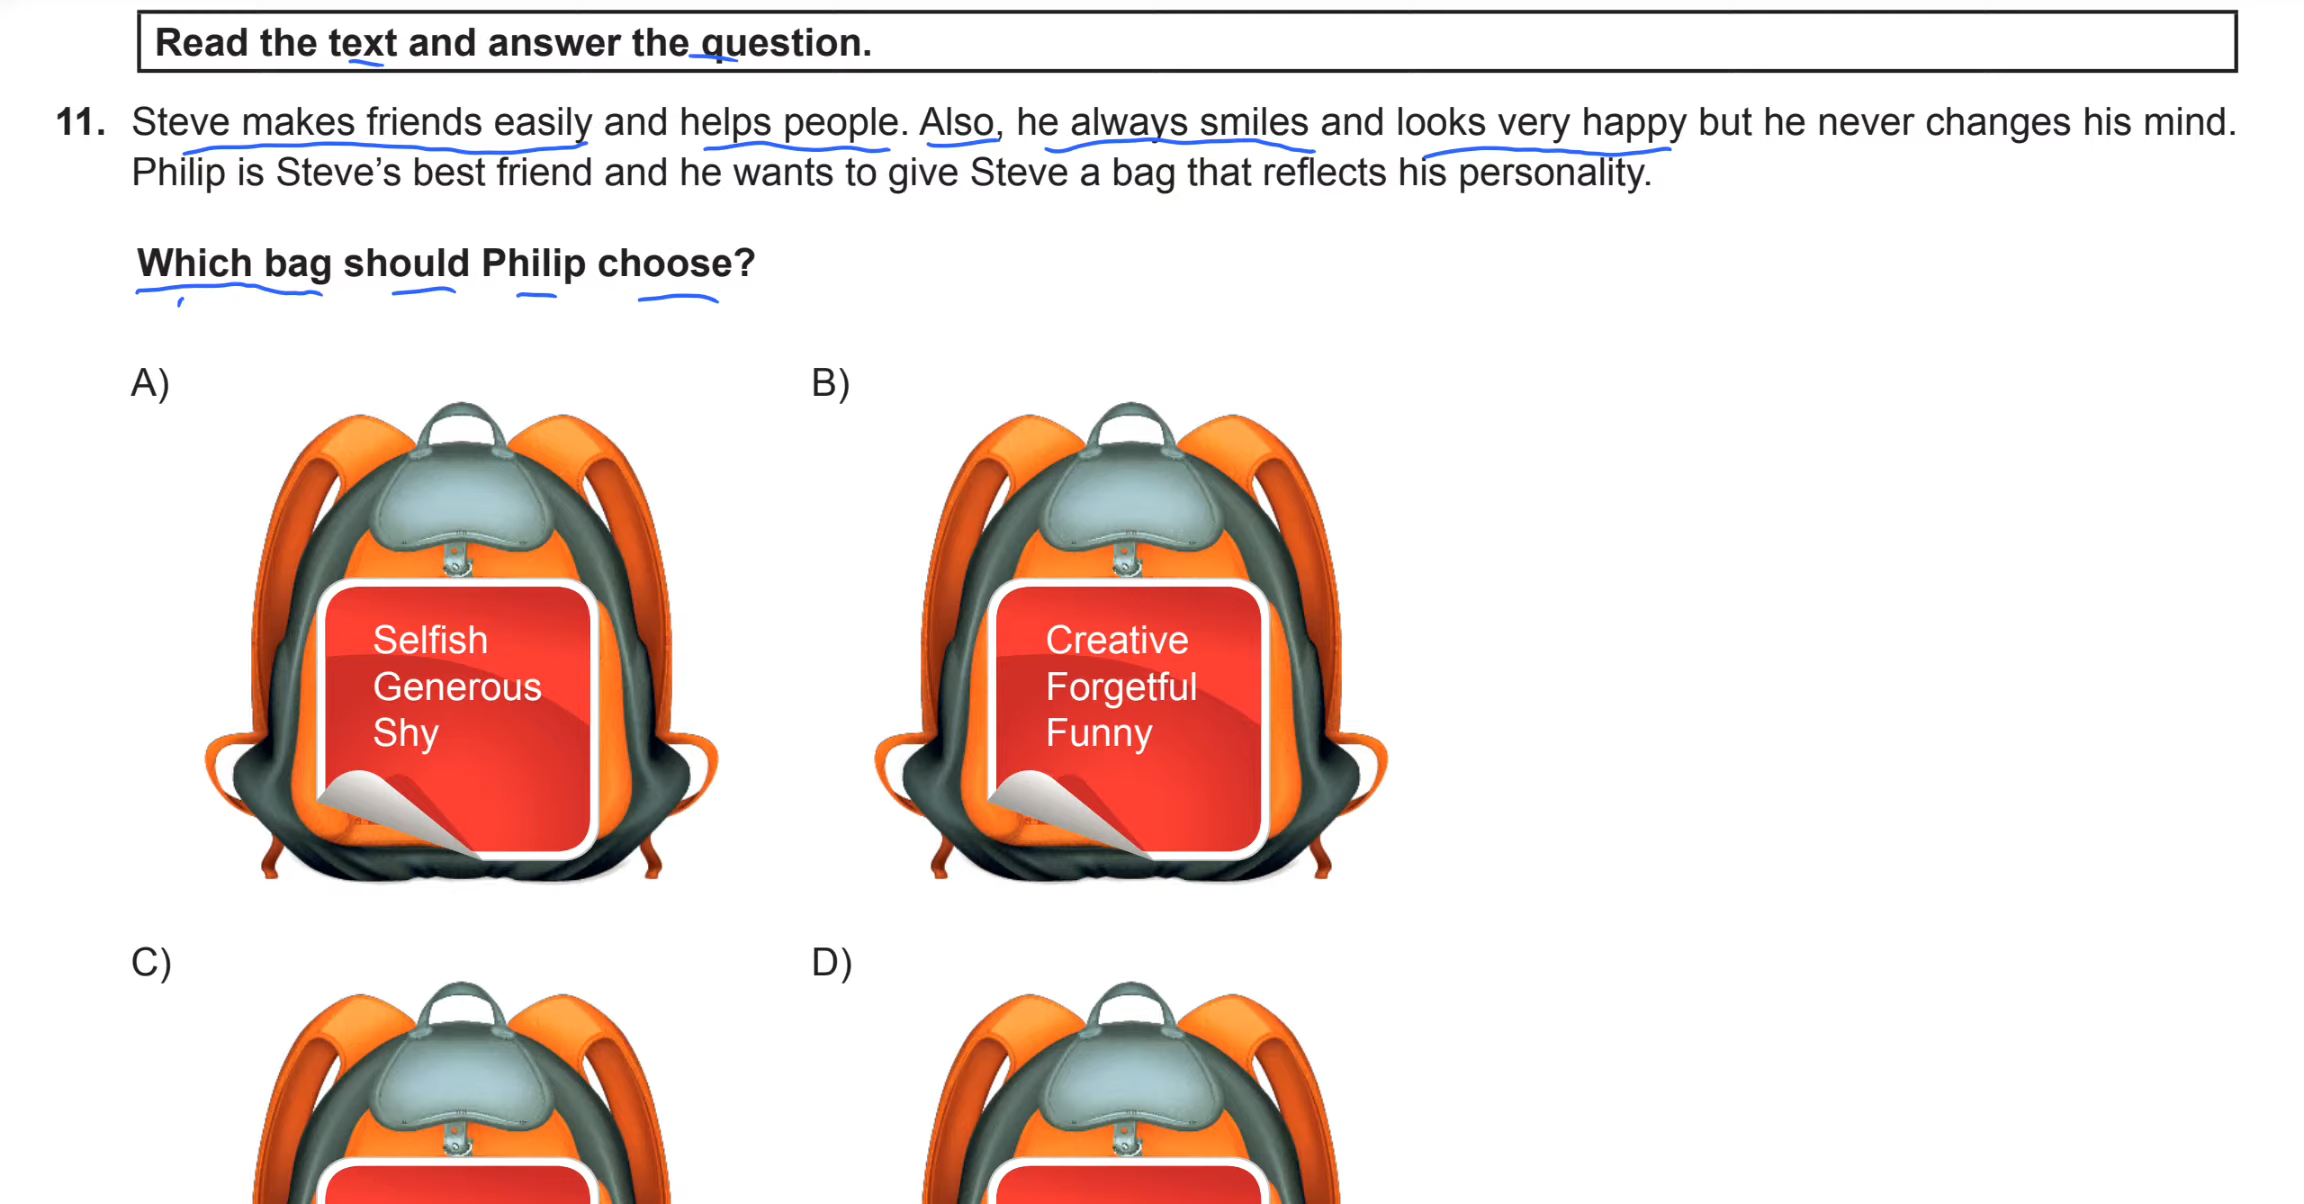 Read the text and answer the question.
11. Steve makes friends easily and helps people. Also, he always smiles and looks very happy but he never changes his mind.
Philip is Steve’s best friend and he wants to give Steve a bag that reflects his personality.
Which bag should Philip choose?
A)
B)
Selfish
Generous
Shy
Creative
Forgetful
Funny
C)
D)